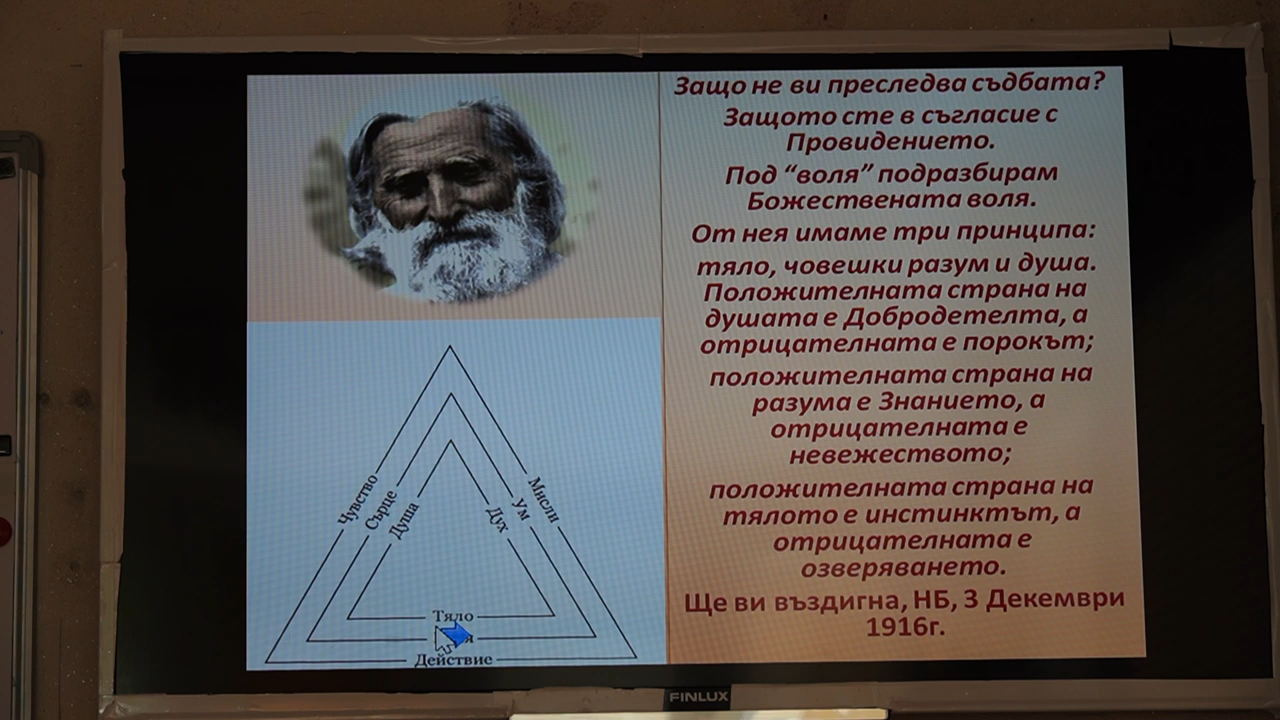 Защо не ви преследва съдбата?
Защото сте в съгласие с
Провидението.
Под “воля” подразбирам
Божествената воля.
От нея имаме три принципа:
тяло, човешки разум и душа.
Положителната страна на
душата е Добродетелта, а
отрицателната е порокът;
положителната страна на
разума е Знанието, а
отрицателната е
невежеството;
положителната страна на
тялото е инстинктът, а
отрицателната е
озверяването.
Ще ви въздигна, НБ, 3 Декември
1916г.
Чувство
Сърце
Душа
Дух
Ум
Мисли
Тяло
Действие
FINLUX